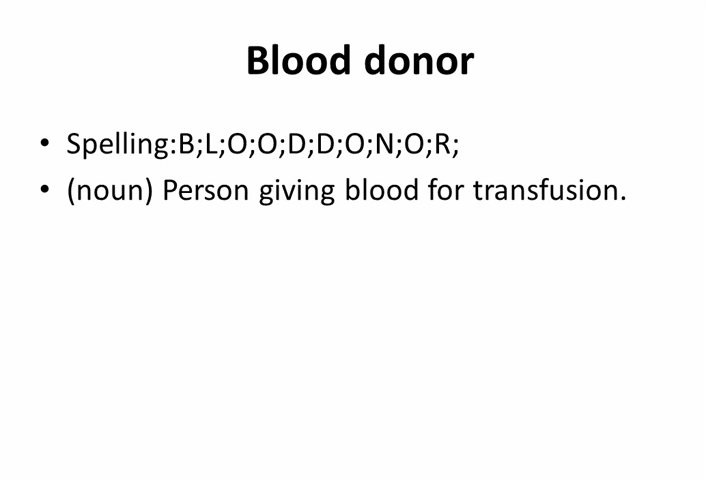 Blood donor
• Spelling:B;L;O;O;D;D;O;N;O;R;
• (noun) Person giving blood for transfusion.